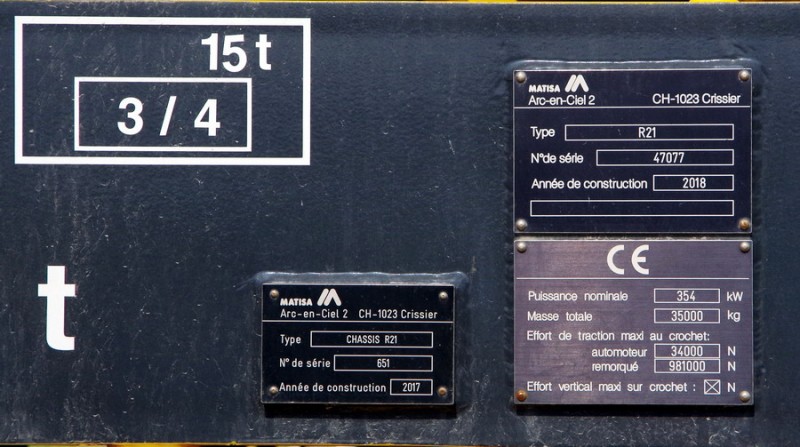 15 t
3 / 4
t
MATISA
Arc-en-Ciel 2 CH-1023 Crissier
Type R21
N° de série 47077
Année de construction 2018
CE
Puissance nominale 354 kW
Masse totale 35000 kg
Effort de traction maxi au crochet:
automoteur 34000 N
remorqué 981000 N
Effort vertical maxi sur crochet : N
MATISA
Arc-en-Ciel 2 CH-1023 Crissier
Type CHASSIS R21
N° de série 651
Année de construction 2017